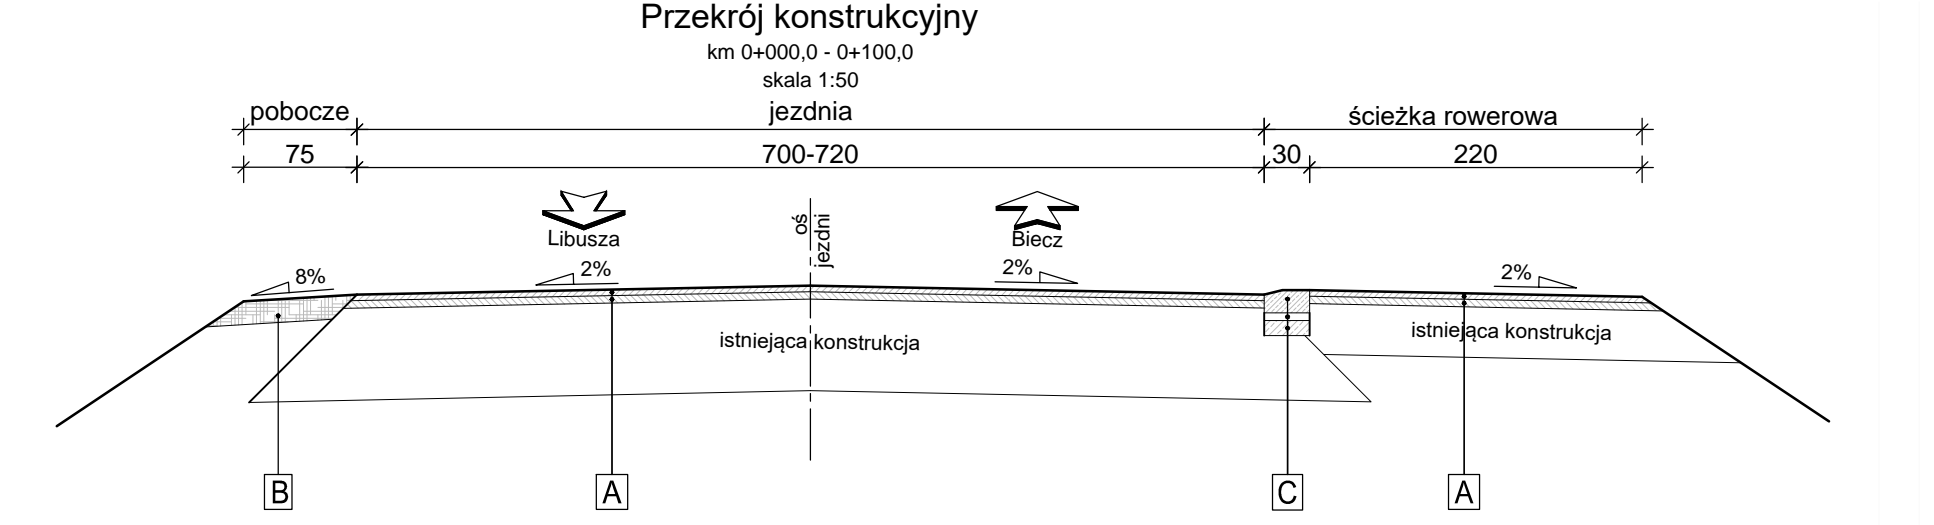 Przekrój konstrukcyjny
km 0+000,0 - 0+100,0
skala 1:50
pobocze
jezdnia
ścieżka rowerowa
75
700-720
30
220
oś
jezdni
Libusza
Biecz
8%
2%
2%
2%
istniejąca konstrukcja
istniejąca konstrukcja
B
A
C
A